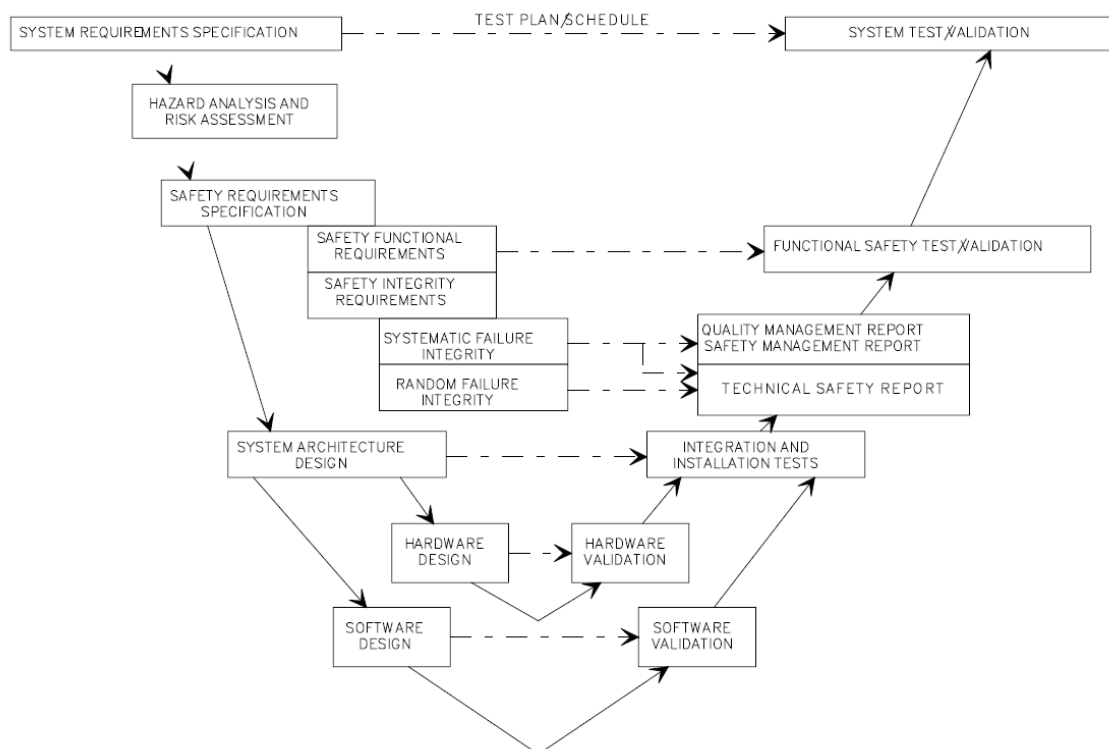 TEST PLAN/SCHEDULE
SYSTEM REQUIREMENTS SPECIFICATION
SYSTEM TEST/VALIDATION
HAZARD ANALYSIS AND
RISK ASSESSMENT
SAFETY REQUIREMENTS
SPECIFICATION
SAFETY FUNCTIONAL
REQUIREMENTS
FUNCTIONAL SAFETY TEST/VALIDATION
SAFETY INTEGRITY
REQUIREMENTS
SYSTEMATIC FAILURE
INTEGRITY
QUALITY MANAGEMENT REPORT
SAFETY MANAGEMENT REPORT
RANDOM FAILURE
INTEGRITY
TECHNICAL SAFETY REPORT
SYSTEM ARCHITECTURE
DESIGN
INTEGRATION AND
INSTALLATION TESTS
HARDWARE
DESIGN
HARDWARE
VALIDATION
SOFTWARE
DESIGN
SOFTWARE
VALIDATION